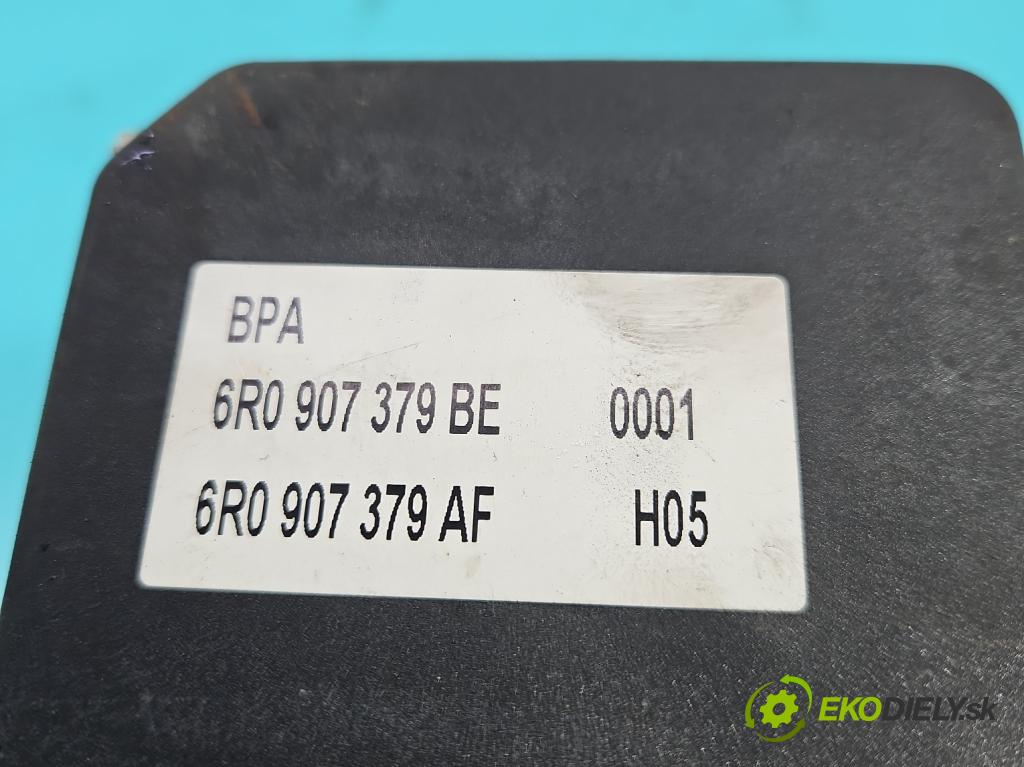 BPA
6R0 907 379 BE 0001
6R0 907 379 AF H05
EKODIELY.sk